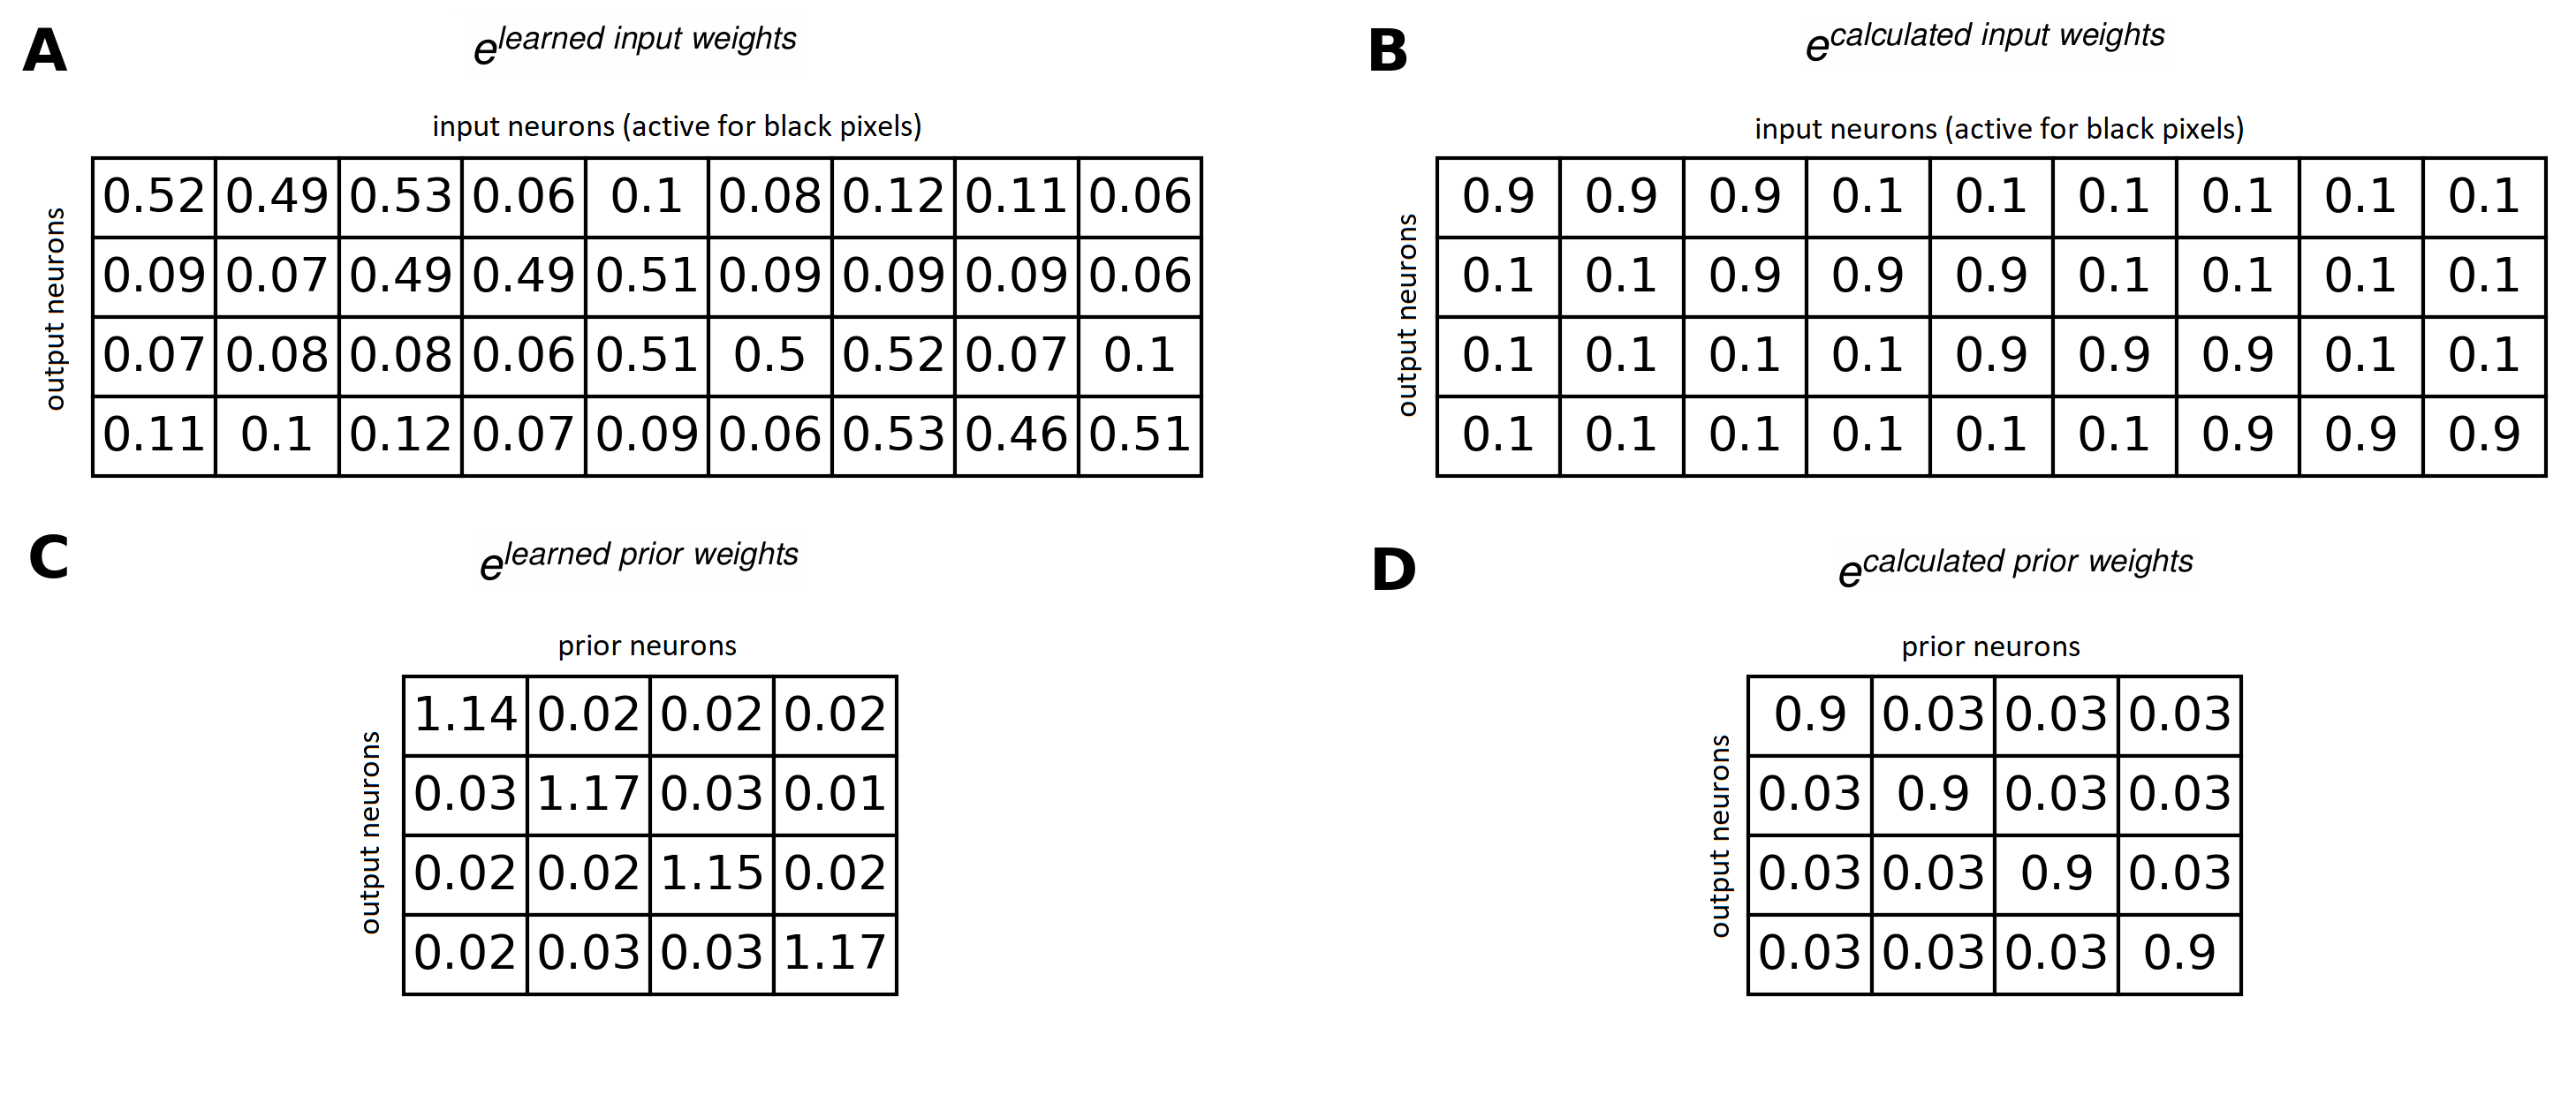 A
e^learned input weights
input neurons (active for black pixels)
output neurons
0.52 0.49 0.53 0.06 0.1 0.08 0.12 0.11 0.06
0.09 0.07 0.49 0.49 0.51 0.09 0.09 0.09 0.06
0.07 0.08 0.08 0.06 0.51 0.5 0.52 0.07 0.1
0.11 0.1 0.12 0.07 0.09 0.06 0.53 0.46 0.51
B
e^calculated input weights
input neurons (active for black pixels)
output neurons
0.9 0.9 0.9 0.1 0.1 0.1 0.1 0.1 0.1
0.1 0.1 0.9 0.9 0.9 0.1 0.1 0.1 0.1
0.1 0.1 0.1 0.1 0.9 0.9 0.9 0.1 0.1
0.1 0.1 0.1 0.1 0.1 0.1 0.9 0.9 0.9
C
e^learned prior weights
prior neurons
output neurons
1.14 0.02 0.02 0.02
0.03 1.17 0.03 0.01
0.02 0.02 1.15 0.02
0.02 0.03 0.03 1.17
D
e^calculated prior weights
prior neurons
output neurons
0.9 0.03 0.03 0.03
0.03 0.9 0.03 0.03
0.03 0.03 0.9 0.03
0.03 0.03 0.03 0.9